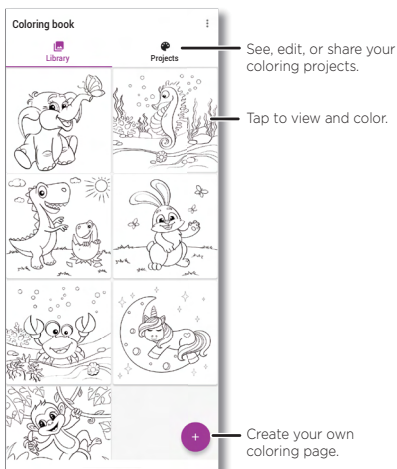 Coloring book
Library
Projects
See, edit, or share your
coloring projects.
Tap to view and color.
+
Create your own
coloring page.